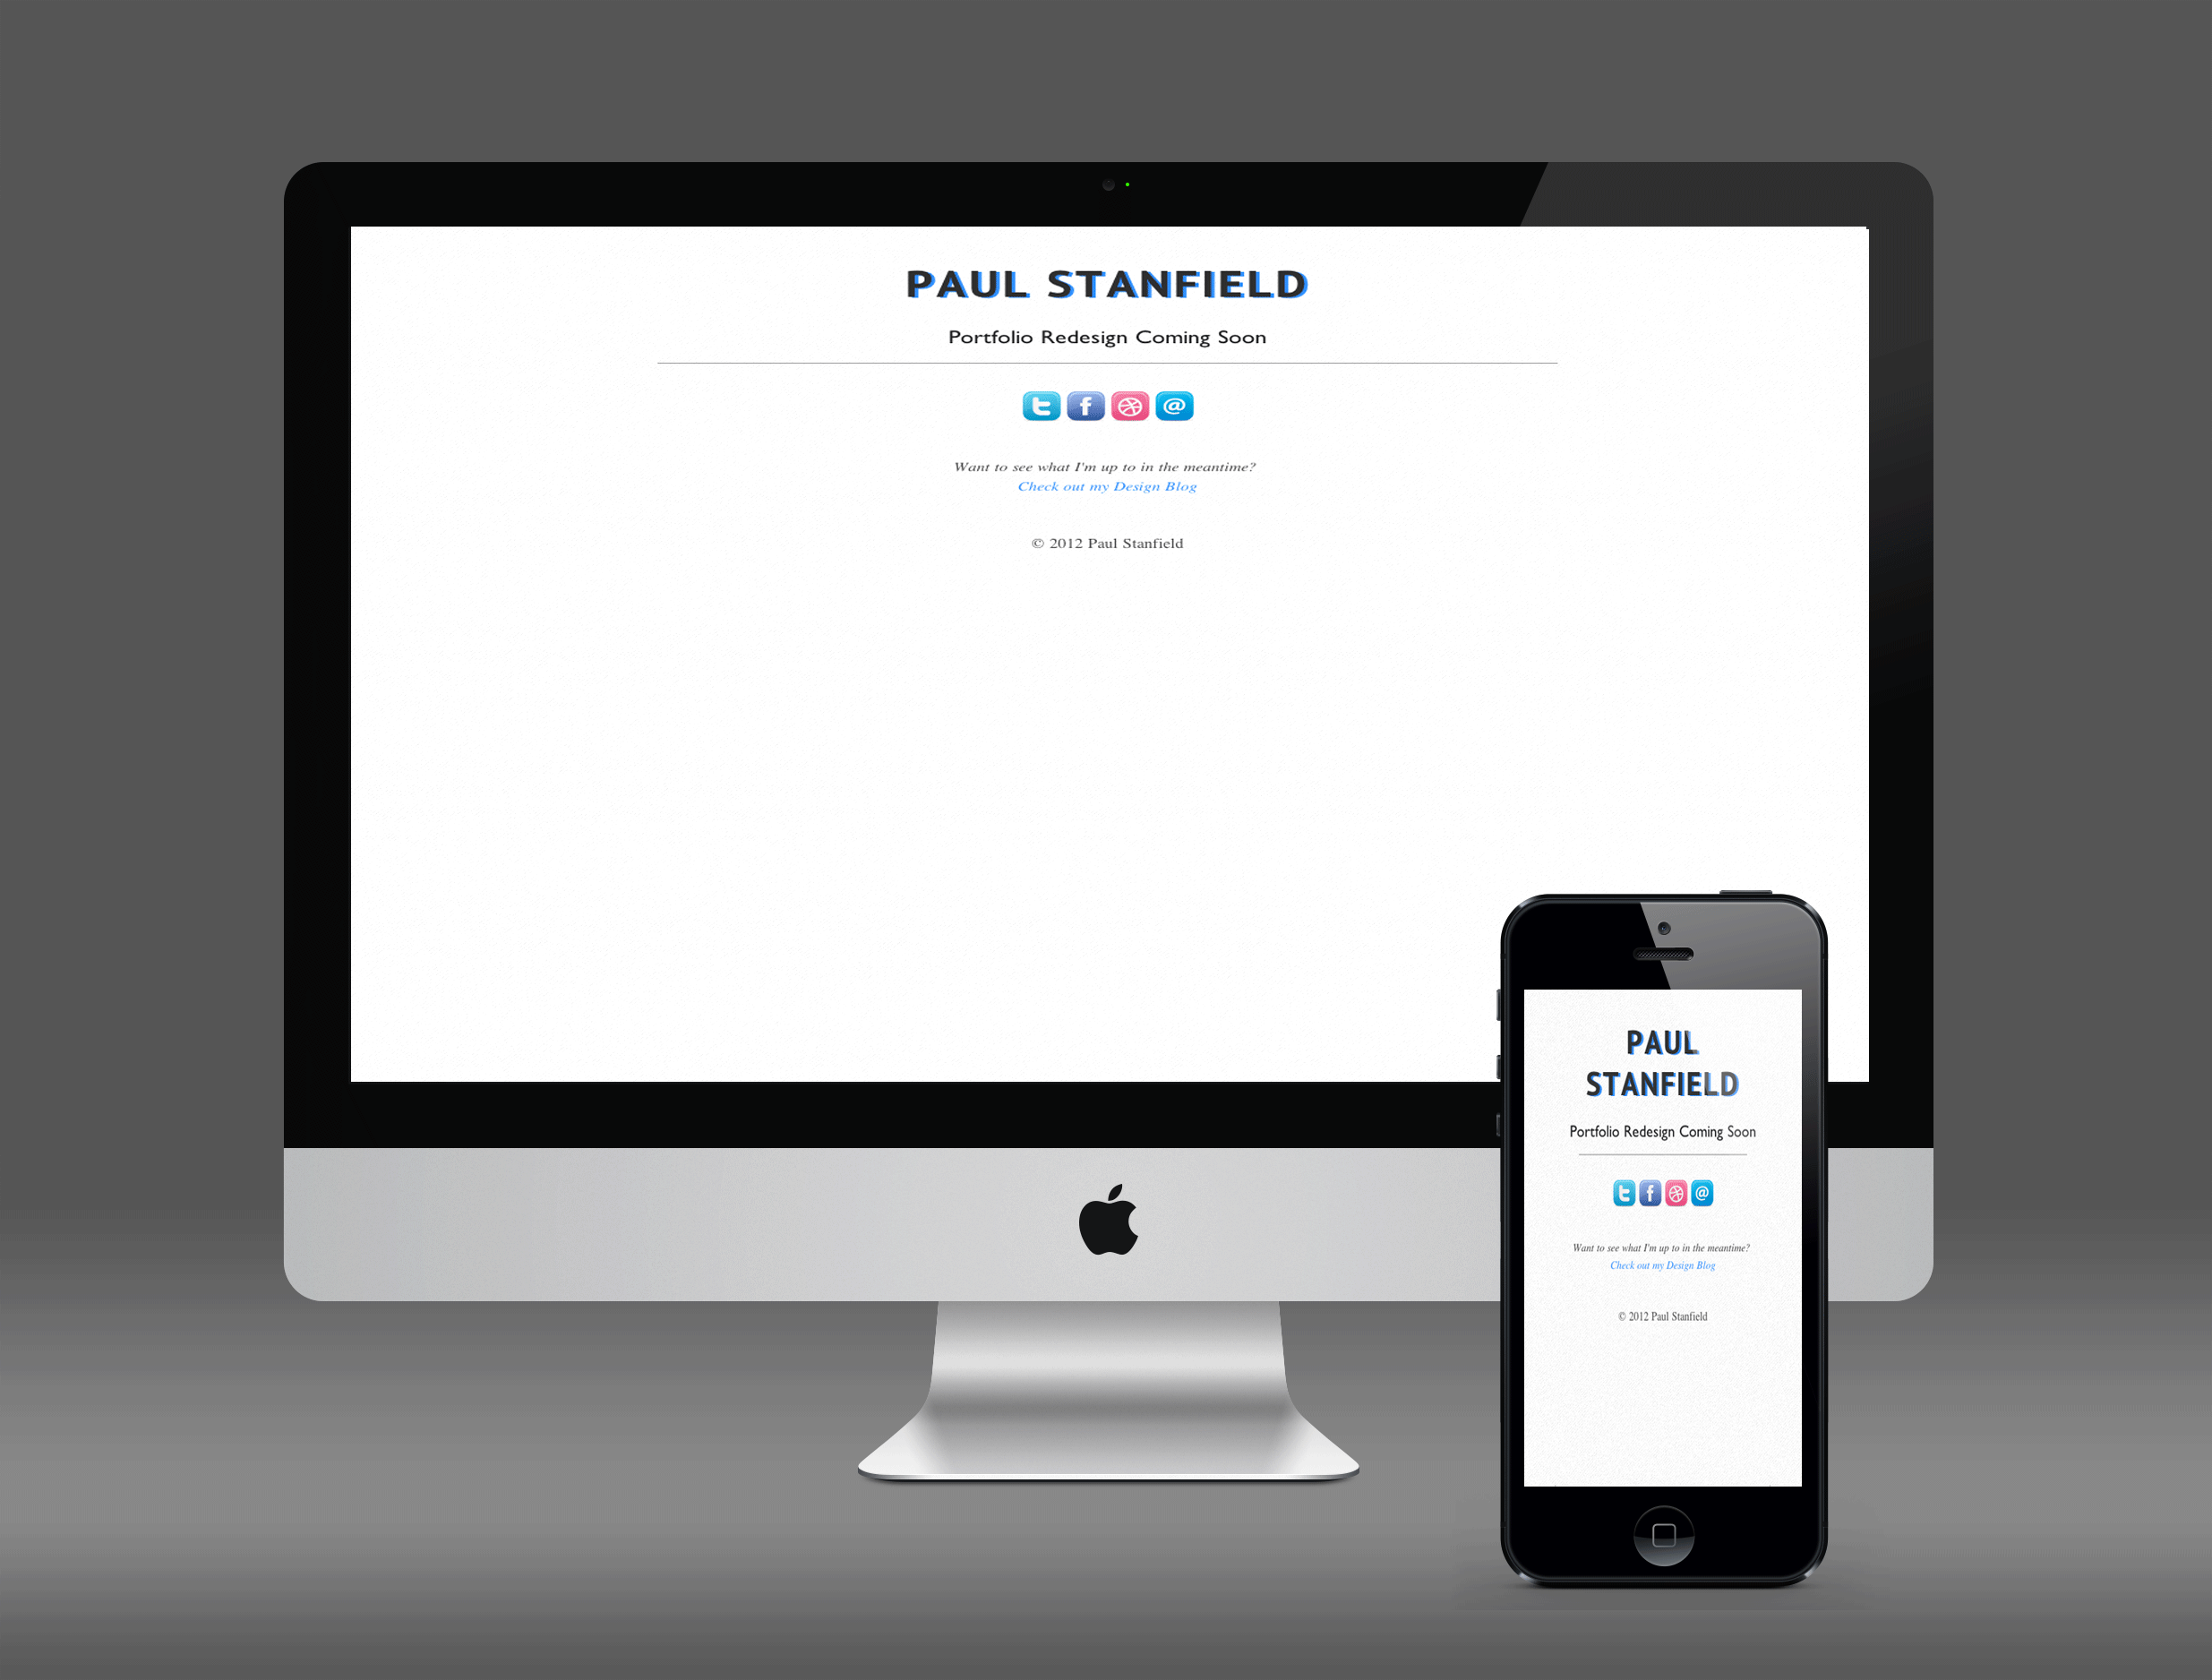 PAUL STANFIELD
Portfolio Redesign Coming Soon
Want to see what I'm up to in the meantime?
Check out my Design Blog
© 2012 Paul Stanfield
PAUL
STANFIELD
Portfolio Redesign Coming Soon
Want to see what I'm up to in the meantime?
Check out my Design Blog
© 2012 Paul Stanfield